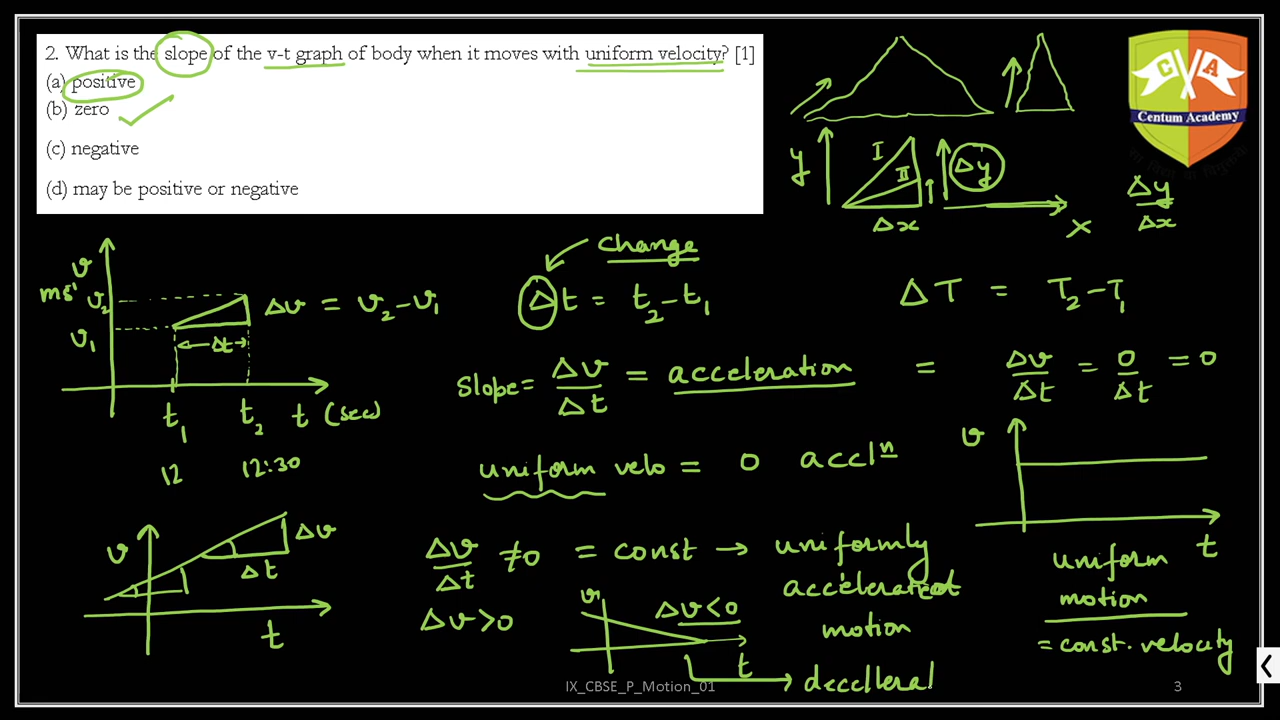 2. What is the slope of the v-t graph of body when it moves with uniform velocity? [1]
(a) positive
(b) zero
(c) negative
(d) may be positive or negative
C A
Centum Academy
y
I
II
Δy
Δx
x
Δy
Δx
v
ms⁻¹
v₂
v₁
Δv = v₂ - v₁
Δt
t₁ t₂ t (sec)
12 12:30
change
Δt = t₂ - t₁
ΔT = T₂ - T₁
Slope = Δv/Δt = acceleration = Δv/Δt = 0/Δt = 0
uniform velo = 0 accln
v
t
uniform
motion
= const. velocity
v
Δv
Δt
t
Δv/Δt ≠ 0 = const → uniformly
accelerated
motion
Δv > 0
v
Δv < 0
t
→ deccleral
IX_CBSE_P_Motion_01
3